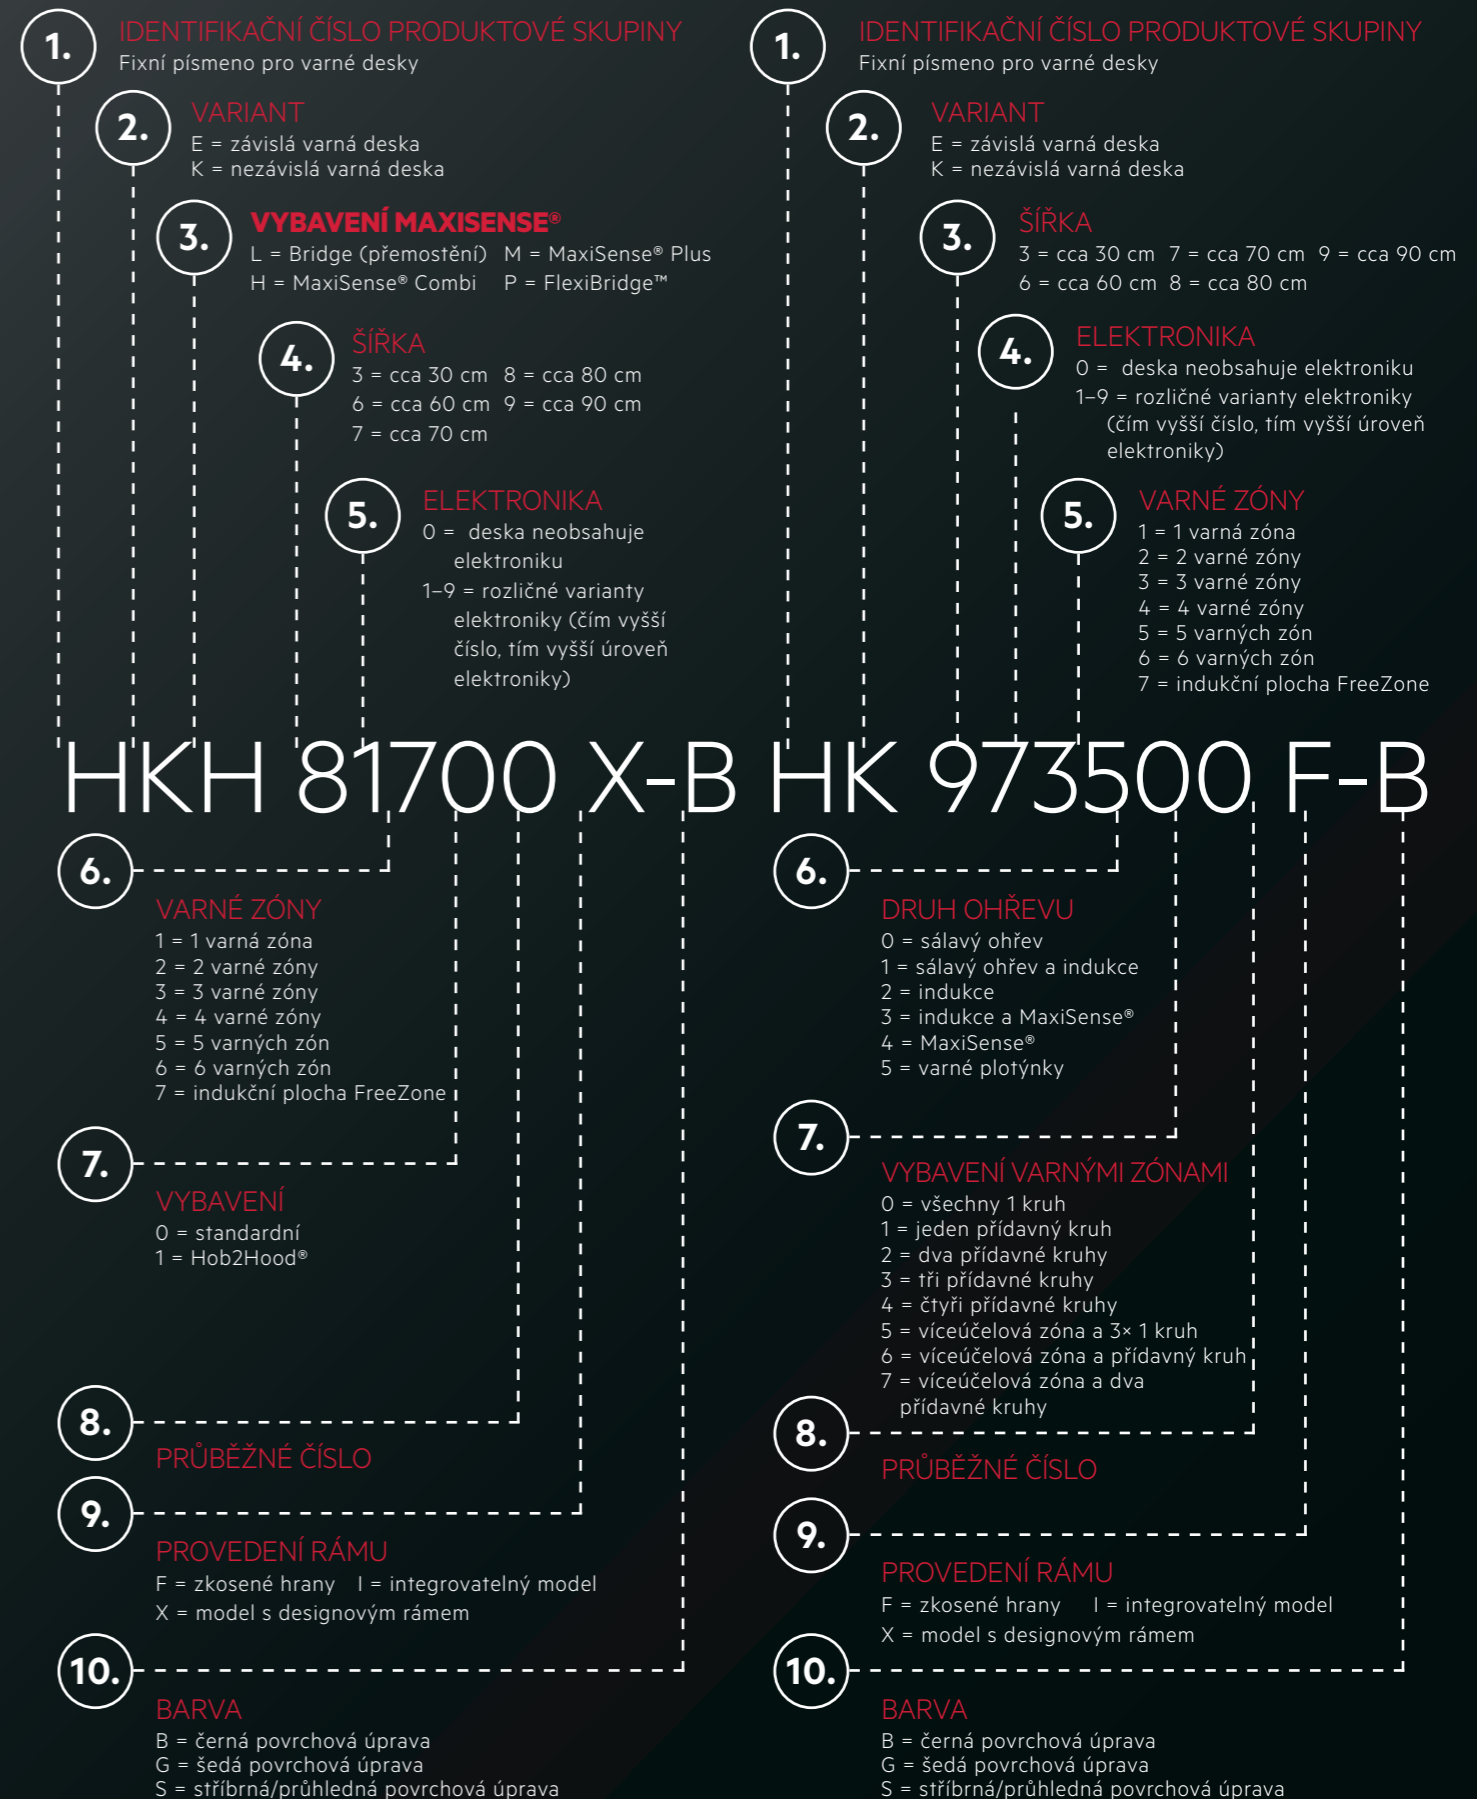 1.
IDENTIFIKAČNÍ ČÍSLO PRODUKTOVÉ SKUPINY
Fixní písmeno pro varné desky
2.
VARIANT
E = závislá varná deska
K = nezávislá varná deska
3.
VYBAVENÍ MAXISENSE®
L = Bridge (přemostění) M = MaxiSense® Plus
H = MaxiSense® Combi P = FlexiBridge™
4.
ŠÍŘKA
3 = cca 30 cm 8 = cca 80 cm
6 = cca 60 cm 9 = cca 90 cm
7 = cca 70 cm
5.
ELEKTRONIKA
0 = deska neobsahuje
elektroniku
1–9 = rozličné varianty
elektroniky (čím vyšší
číslo, tím vyšší úroveň
elektroniky)
HKH 81700 X-B
6.
VARNÉ ZÓNY
1 = 1 varná zóna
2 = 2 varné zóny
3 = 3 varné zóny
4 = 4 varné zóny
5 = 5 varných zón
6 = 6 varných zón
7 = indukční plocha FreeZone
7.
VYBAVENÍ
0 = standardní
1 = Hob2Hood®
8.
PRŮBĚŽNÉ ČÍSLO
9.
PROVEDENÍ RÁMU
F = zkosené hrany I = integrovatelný model
X = model s designovým rámem
10.
BARVA
B = černá povrchová úprava
G = šedá povrchová úprava
S = stříbrná/průhledná povrchová úprava
1.
IDENTIFIKAČNÍ ČÍSLO PRODUKTOVÉ SKUPINY
Fixní písmeno pro varné desky
2.
VARIANT
E = závislá varná deska
K = nezávislá varná deska
3.
ŠÍŘKA
3 = cca 30 cm 7 = cca 70 cm 9 = cca 90 cm
6 = cca 60 cm 8 = cca 80 cm
4.
ELEKTRONIKA
0 = deska neobsahuje elektroniku
1–9 = rozličné varianty elektroniky
(čím vyšší číslo, tím vyšší úroveň
elektroniky)
5.
VARNÉ ZÓNY
1 = 1 varná zóna
2 = 2 varné zóny
3 = 3 varné zóny
4 = 4 varné zóny
5 = 5 varných zón
6 = 6 varných zón
7 = indukční plocha FreeZone
HK 973500 F-B
6.
DRUH OHŘEVU
0 = sálavý ohřev
1 = sálavý ohřev a indukce
2 = indukce
3 = indukce a MaxiSense®
4 = MaxiSense®
5 = varné plotýnky
7.
VYBAVENÍ VARNÝMI ZÓNAMI
0 = všechny 1 kruh
1 = jeden přídavný kruh
2 = dva přídavné kruhy
3 = tři přídavné kruhy
4 = čtyři přídavné kruhy
5 = víceúčelová zóna a 3× 1 kruh
6 = víceúčelová zóna a přídavný kruh
7 = víceúčelová zóna a dva
přídavné kruhy
8.
PRŮBĚŽNÉ ČÍSLO
9.
PROVEDENÍ RÁMU
F = zkosené hrany I = integrovatelný model
X = model s designovým rámem
10.
BARVA
B = černá povrchová úprava
G = šedá povrchová úprava
S = stříbrná/průhledná povrchová úprava